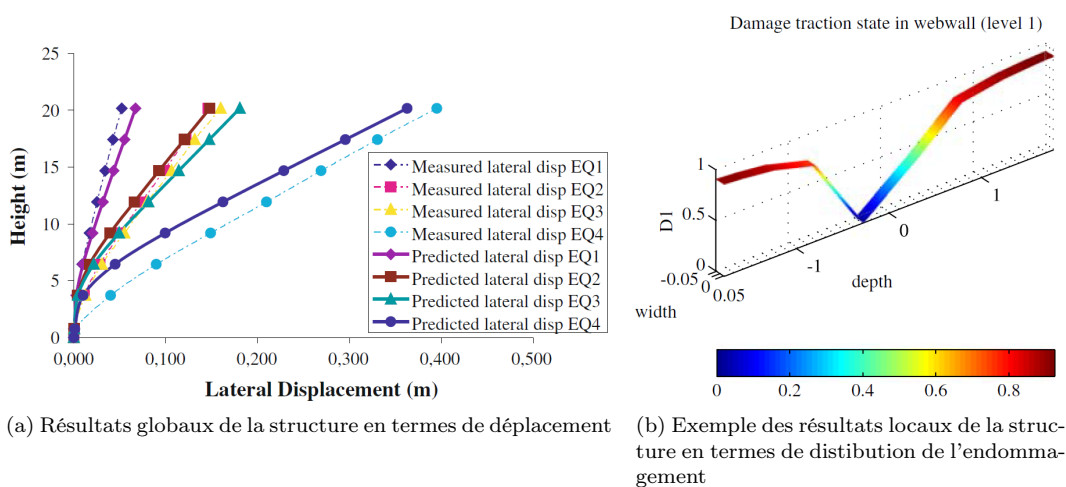 25
20
15
10
5
0
Height (m)
0,000 0,100 0,200 0,300 0,400 0,500
Lateral Displacement (m)
Measured lateral disp EQ1
Measured lateral disp EQ2
Measured lateral disp EQ3
Measured lateral disp EQ4
Predicted lateral disp EQ1
Predicted lateral disp EQ2
Predicted lateral disp EQ3
Predicted lateral disp EQ4
(a) Résultats globaux de la structure en termes de déplacement
Damage traction state in webwall (level 1)
1
0.5
0
D1
-0.05
0
0.05
width
-1
0
1
depth
0 0.2 0.4 0.6 0.8
(b) Exemple des résultats locaux de la struc-
ture en termes de distibution de l'endomma-
gement